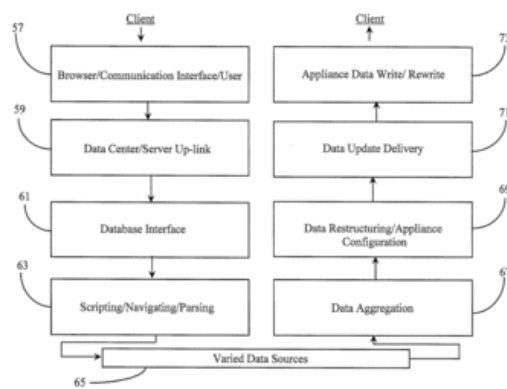 Client
57
Browser/Communication Interface/User
59
Data Center/Server Up-link
61
Database Interface
63
Scripting/Navigating/Parsing
Client
Appliance Data Write/ Rewrite
73
Data Update Delivery
71
Data Restructuring/Appliance
Configuration
69
Data Aggregation
67
Varied Data Sources
65